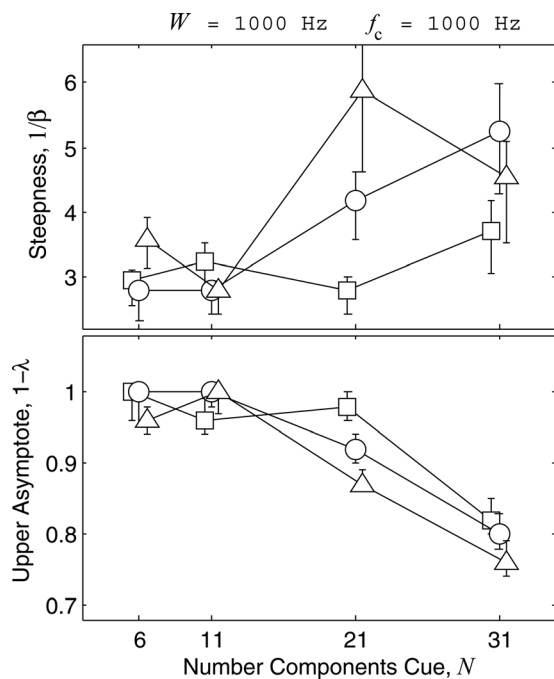 W = 1000 Hz f_c = 1000 Hz
Steepness, 1/β
6
5
4
3
Upper Asymptote, 1−λ
1
0.9
0.8
0.7
6 11 21 31
Number Components Cue, N